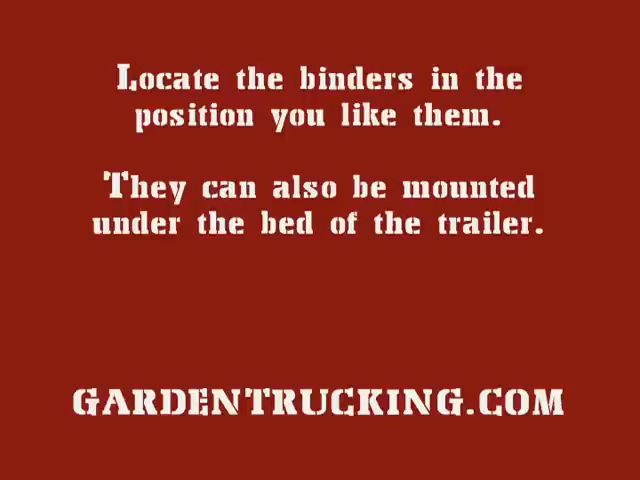 Locate the binders in the
position you like them.
They can also be mounted
under the bed of the trailer.
GARDENTRUCKING.COM